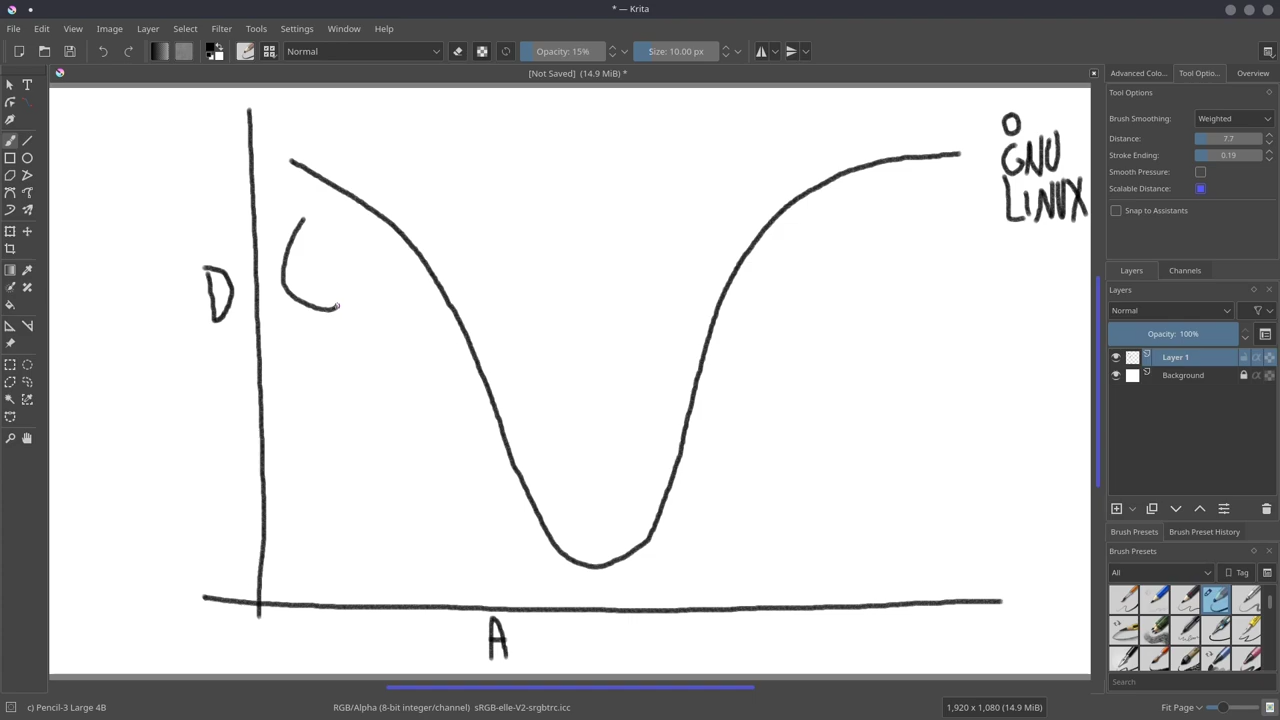 * — Krita
File Edit View Image Layer Select Filter Tools Settings Window Help
Normal Opacity: 15% Size: 10.00 px
[Not Saved] (14.9 MiB) *
Advanced Colo... Tool Optio... Overview
Tool Options
Brush Smoothing: Weighted
Distance: 7.7
Stroke Ending: 0.19
Smooth Pressure:
Scalable Distance:
Snap to Assistants
Layers Channels
Layers
Normal
Opacity: 100%
Layer 1
Background
Brush Presets Brush Preset History
Brush Presets
All Tag
Search
O
GNU
LINUX
D
A
c) Pencil-3 Large 4B RGB/Alpha (8-bit integer/channel) sRGB-elle-V2-srgbtrc.icc 1,920 x 1,080 (14.9 MiB) Fit Page